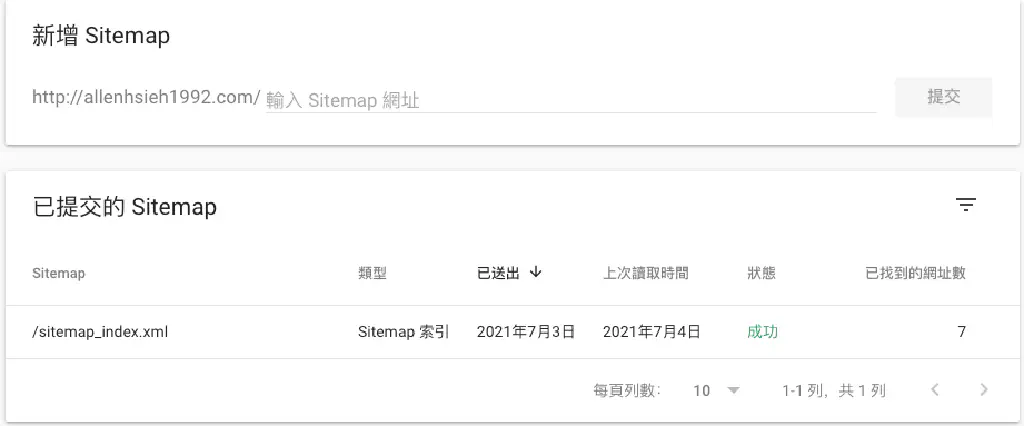 新增 Sitemap
http://allenhsieh1992.com/ 輸入 Sitemap 網址 提交
已提交的 Sitemap
Sitemap 類型 已送出 上次讀取時間 狀態 已找到的網址數
/sitemap_index.xml Sitemap 索引 2021年7月3日 2021年7月4日 成功 7
每頁列數： 10 1-1 列，共 1 列